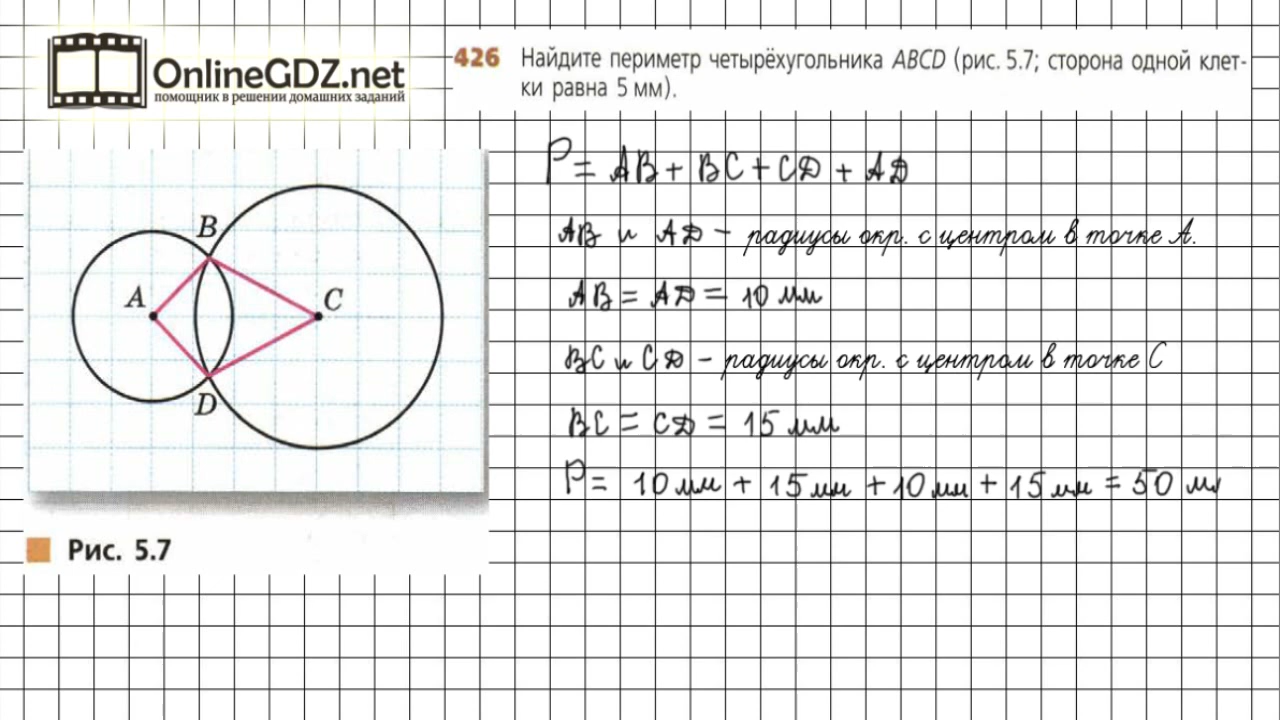 OnlineGDZ.net
помощник в решении домашних заданий
426 Найдите периметр четырёхугольника ABCD (рис. 5.7; сторона одной клет-
ки равна 5 мм).
B
A
C
D
Рис. 5.7
P = AB + BC + CD + AD
AB и AD – радиусы окр. с центром в точке A.
AB = AD = 10 мм
BC и CD – радиусы окр. с центром в точке C
BC = CD = 15 мм
P = 10 мм + 15 мм + 10 мм + 15 мм = 50 мм